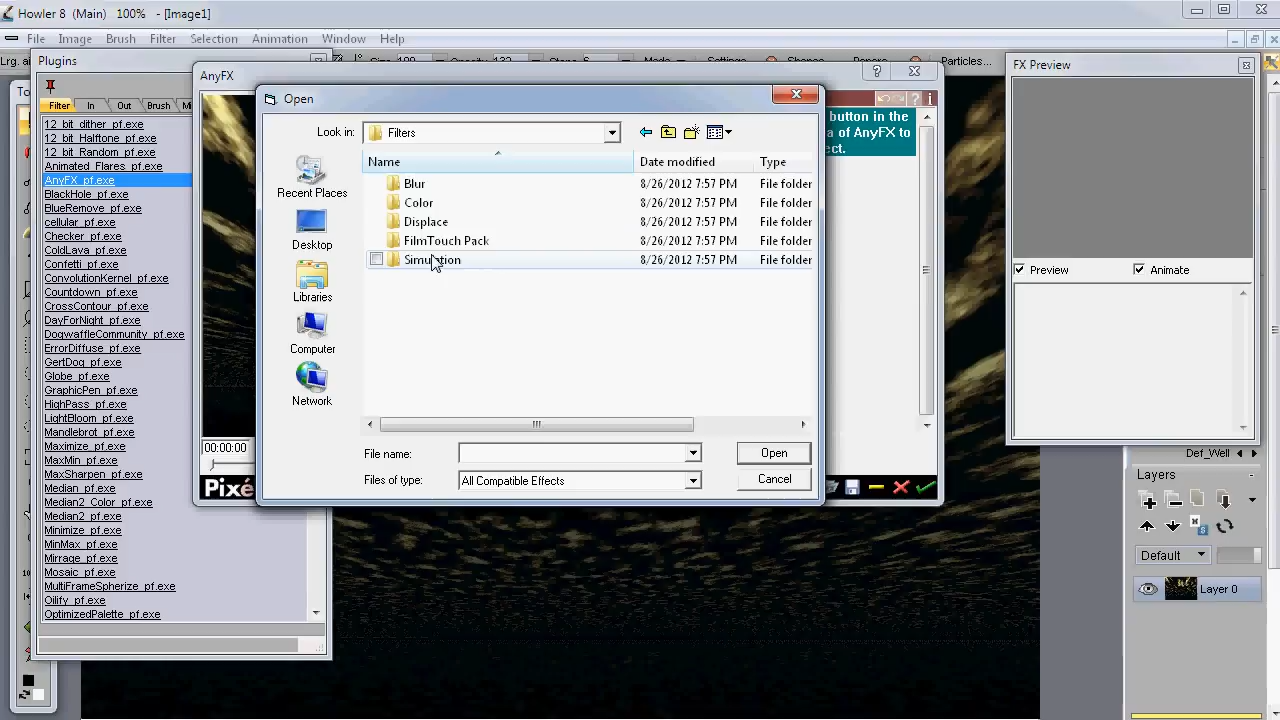 Howler 8 (Main) 100% - [Image1]
File Image Brush Filter Selection Animation Window Help
Plugins
Filter In Out Brush Mi
12_bit_dither_pf.exe
12_bit_Halftone_pf.exe
12_bit_Random_pf.exe
Animated_Flares_pf.exe
AnyFX_pf.exe
BlackHole_pf.exe
BlueRemove_pf.exe
cellular_pf.exe
Checker_pf.exe
ColdLava_pf.exe
Confetti_pf.exe
ConvolutionKernel_pf.exe
Countdown_pf.exe
CrossContour_pf.exe
DayForNight_pf.exe
DogwaffleCommunity_pf.exe
ErrorDiffuse_pf.exe
GertDog_pf.exe
Globe_pf.exe
GraphicPen_pf.exe
HighPass_pf.exe
LightBloom_pf.exe
Mandlebrot_pf.exe
Maximize_pf.exe
MaxMin_pf.exe
MaxSharpen_pf.exe
Median_pf.exe
Median2_Color_pf.exe
Median2_pf.exe
Minimize_pf.exe
MinMax_pf.exe
Mirrage_pf.exe
Mosaic_pf.exe
MultiFrameSpherize_pf.exe
Oilify_pf.exe
OptimizedPalette_pf.exe
AnyFX
Open
Look in: Filters
Name Date modified Type
Blur 8/26/2012 7:57 PM File folder
Color 8/26/2012 7:57 PM File folder
Displace 8/26/2012 7:57 PM File folder
FilmTouch Pack 8/26/2012 7:57 PM File folder
Simulation 8/26/2012 7:57 PM File folder
Recent Places
Desktop
Libraries
Computer
Network
File name: Open
Files of type: All Compatible Effects Cancel
button in the
a of AnyFX to
ct.
00:00:00
Pixé
Particles...
FX Preview
Preview Animate
Def_Well
Layers
Default
Layer 0